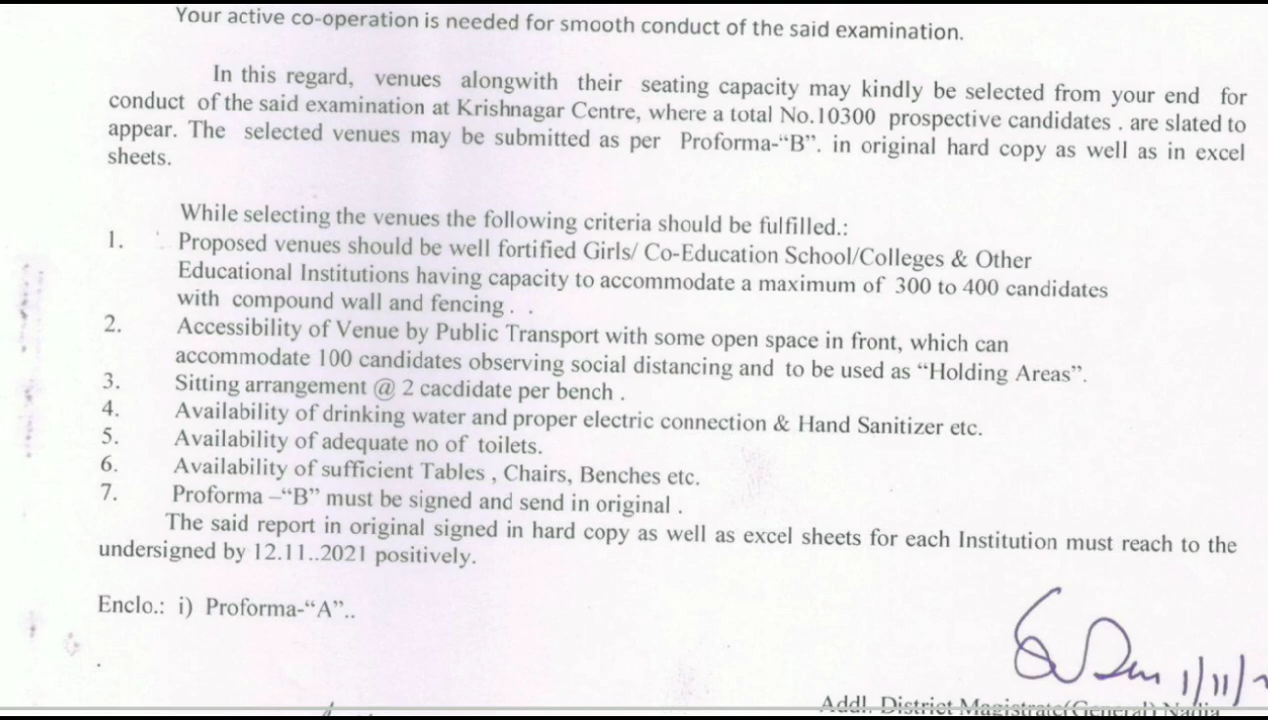 Your active co-operation is needed for smooth conduct of the said examination.
In this regard, venues alongwith their seating capacity may kindly be selected from your end for
conduct of the said examination at Krishnagar Centre, where a total No.10300 prospective candidates . are slated to
appear. The selected venues may be submitted as per Proforma-“B”. in original hard copy as well as in excel
sheets.
While selecting the venues the following criteria should be fulfilled.:
1. Proposed venues should be well fortified Girls/ Co-Education School/Colleges & Other
Educational Institutions having capacity to accommodate a maximum of 300 to 400 candidates
with compound wall and fencing . .
2. Accessibility of Venue by Public Transport with some open space in front, which can
accommodate 100 candidates observing social distancing and to be used as “Holding Areas”.
3. Sitting arrangement @ 2 cacdidate per bench .
4. Availability of drinking water and proper electric connection & Hand Sanitizer etc.
5. Availability of adequate no of toilets.
6. Availability of sufficient Tables , Chairs, Benches etc.
7. Proforma –“B” must be signed and send in original .
The said report in original signed in hard copy as well as excel sheets for each Institution must reach to the
undersigned by 12.11..2021 positively.
Enclo.: i) Proforma-“A”..
1/11/
Addl. District Magistrate(General) Nadia